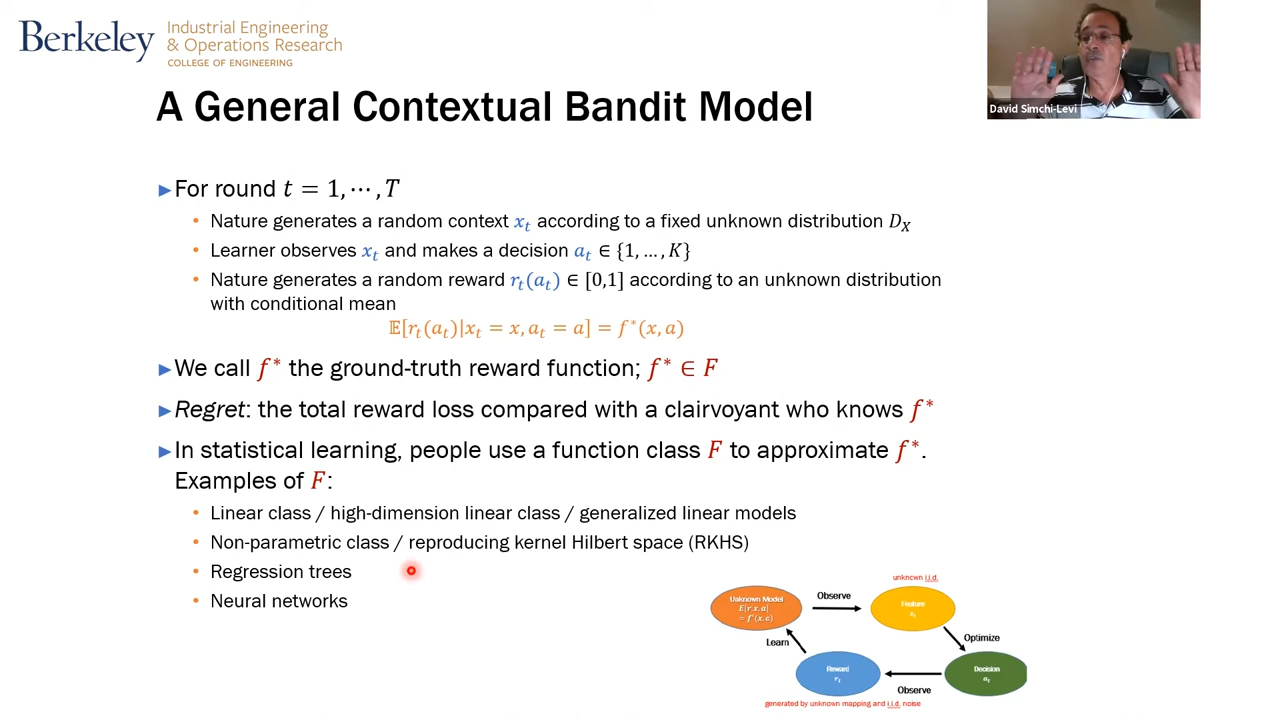 Berkeley
Industrial Engineering
& Operations Research
COLLEGE OF ENGINEERING
David Simchi-Levi
A General Contextual Bandit Model
►For round t = 1, ⋯ , T
• Nature generates a random context x_t according to a fixed unknown distribution D_X
• Learner observes x_t and makes a decision a_t ∈ {1, … , K}
• Nature generates a random reward r_t(a_t) ∈ [0,1] according to an unknown distribution
with conditional mean
𝔼[r_t(a_t)|x_t = x, a_t = a] = f*(x, a)
►We call f* the ground-truth reward function; f* ∈ F
►Regret: the total reward loss compared with a clairvoyant who knows f*
►In statistical learning, people use a function class F to approximate f*.
Examples of F:
• Linear class / high-dimension linear class / generalized linear models
• Non-parametric class / reproducing kernel Hilbert space (RKHS)
• Regression trees
• Neural networks
unknown i.i.d.
Unknown Model
E[r|x, a]
= f*(x, a)
Observe
Feature
x_t
Optimize
Learn
Reward
r_t
Decision
a_t
Observe
generated by unknown mapping and i.i.d. noise